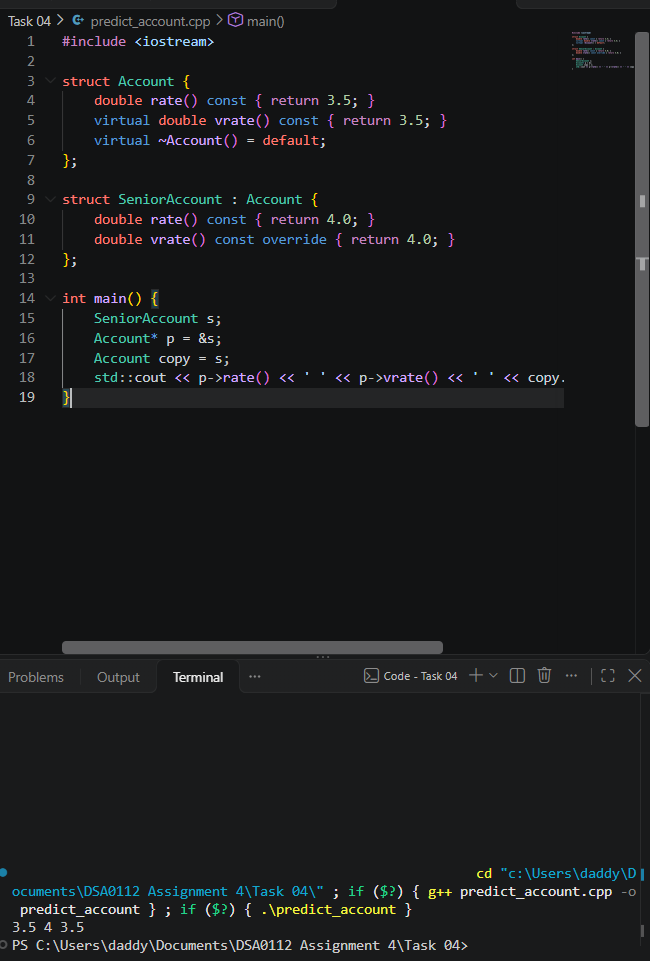 Task 04 > predict_account.cpp > main()
1 #include <iostream>
2
3 struct Account {
4     double rate() const { return 3.5; }
5     virtual double vrate() const { return 3.5; }
6     virtual ~Account() = default;
7 };
8
9 struct SeniorAccount : Account {
10     double rate() const { return 4.0; }
11     double vrate() const override { return 4.0; }
12 };
13
14 int main() {
15     SeniorAccount s;
16     Account* p = &s;
17     Account copy = s;
18     std::cout << p->rate() << ' ' << p->vrate() << ' ' << copy.
19 }
Problems Output Terminal ··· Code - Task 04
cd "c:\Users\daddy\D
ocuments\DSA0112 Assignment 4\Task 04\" ; if ($?) { g++ predict_account.cpp -o
predict_account } ; if ($?) { .\predict_account }
3.5 4 3.5
PS C:\Users\daddy\Documents\DSA0112 Assignment 4\Task 04>